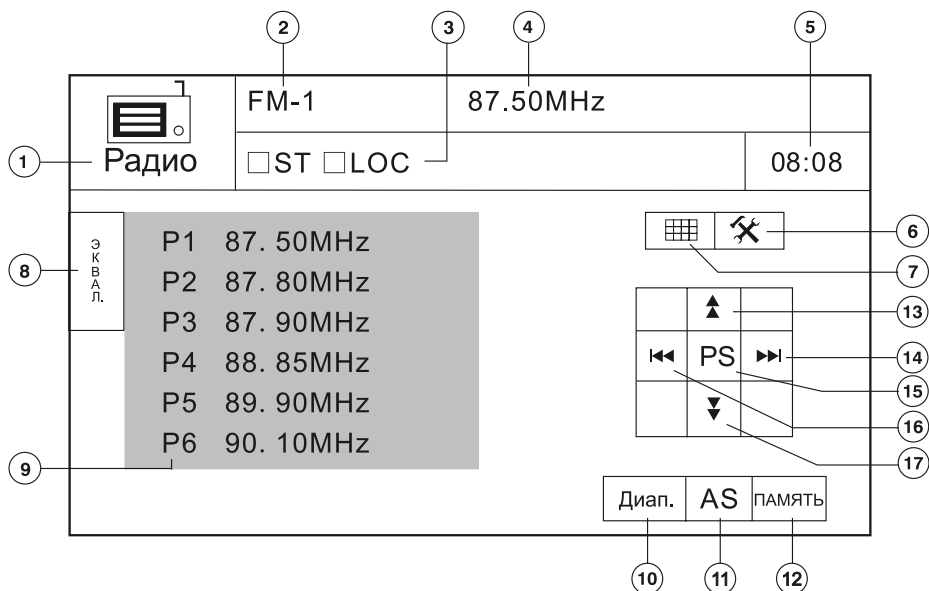 2 3 4 5
FM-1 87.50MHz
1 Радио ST LOC 08:08
6
7
8 ЭКВАЛ.
P1 87. 50MHz
P2 87. 80MHz
P3 87. 90MHz
P4 88. 85MHz
P5 89. 90MHz
P6 90. 10MHz
9
13
PS 14
15
16
17
Диап. AS ПАМЯТЬ
10 11 12